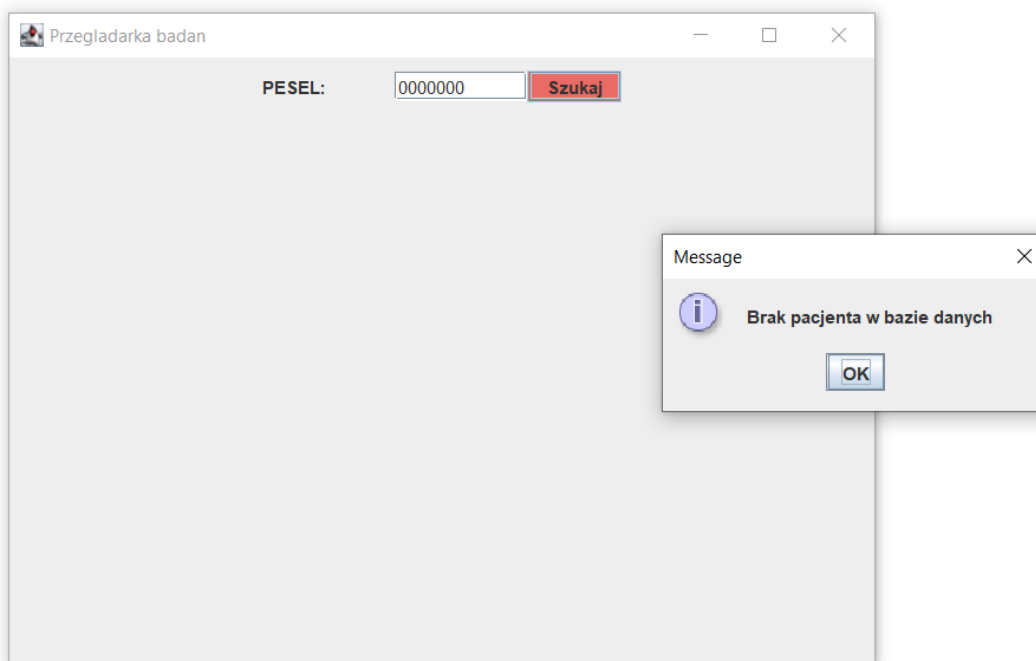 Przegladarka badan
PESEL: 0000000 Szukaj
Message
Brak pacjenta w bazie danych
OK